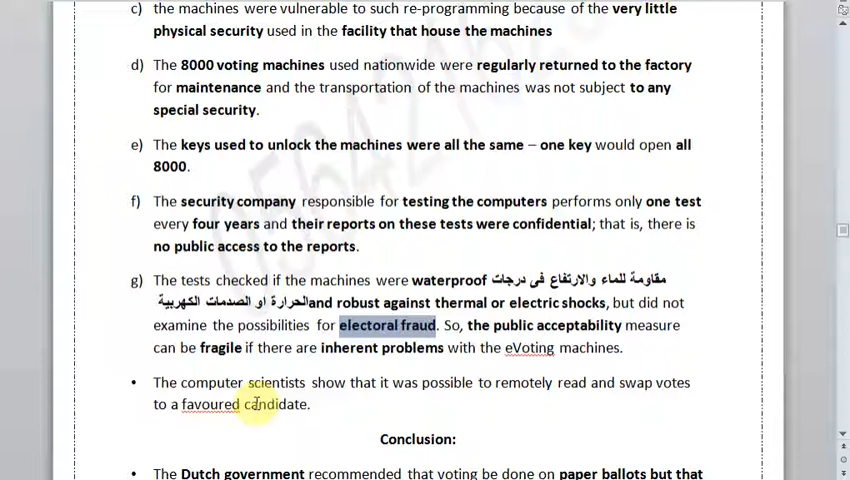 c) the machines were vulnerable to such re-programming because of the very little
physical security used in the facility that house the machines
d) The 8000 voting machines used nationwide were regularly returned to the factory
for maintenance and the transportation of the machines was not subject to any
special security.
e) The keys used to unlock the machines were all the same – one key would open all
8000.
f) The security company responsible for testing the computers performs only one test
every four years and their reports on these tests were confidential; that is, there is
no public access to the reports.
g) The tests checked if the machines were waterproof مقاومة للماء والارتفاع فى درجات
الحرارة او الصدمات الكهربية and robust against thermal or electric shocks, but did not
examine the possibilities for electoral fraud. So, the public acceptability measure
can be fragile if there are inherent problems with the eVoting machines.
• The computer scientists show that it was possible to remotely read and swap votes
to a favoured candidate.
Conclusion:
• The Dutch government recommended that voting be done on paper ballots but that